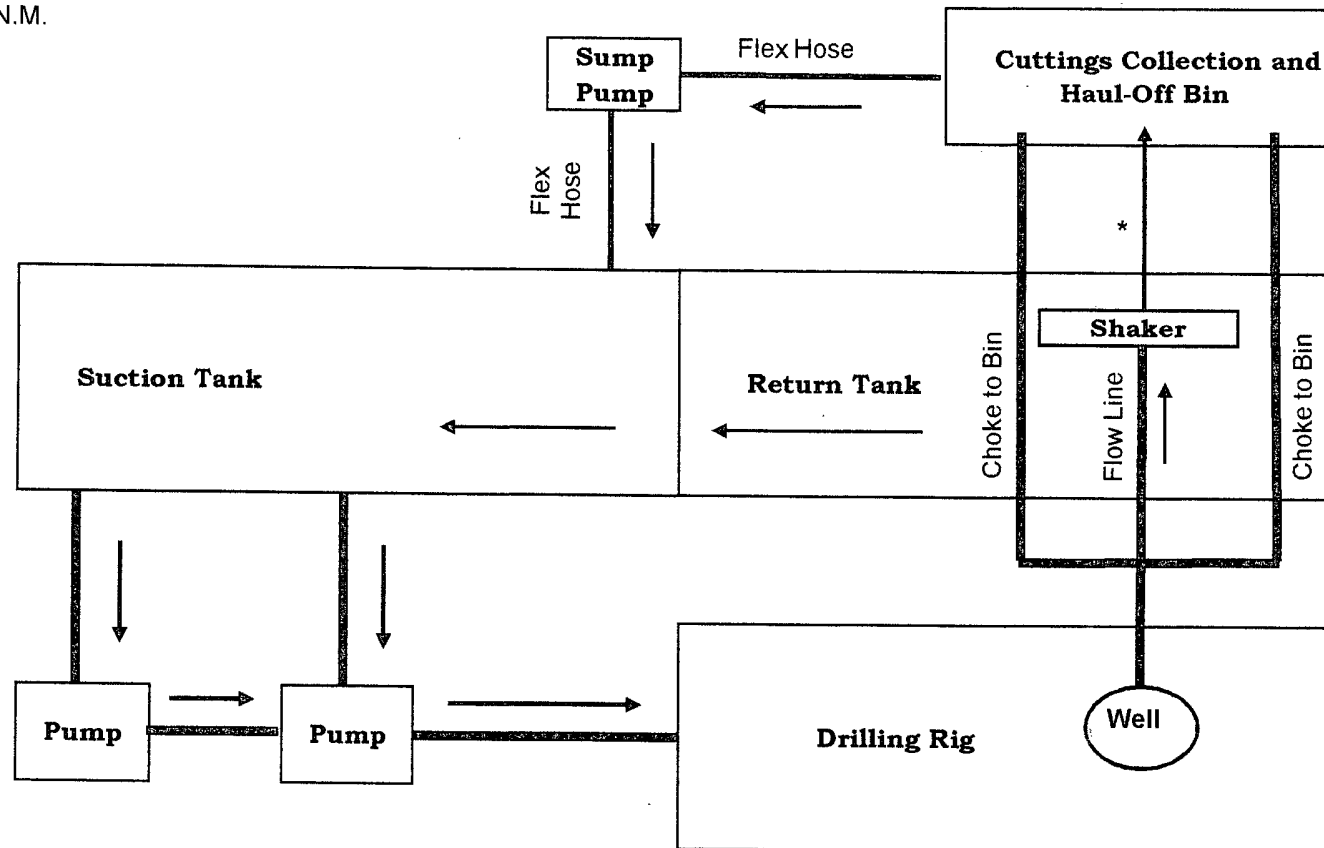 N.M.
Sump
Pump
Flex Hose
Cuttings Collection and
Haul-Off Bin
Flex
Hose
*
Suction Tank
Return Tank
Choke to Bin
Shaker
Flow Line
Choke to Bin
Pump
Pump
Drilling Rig
Well